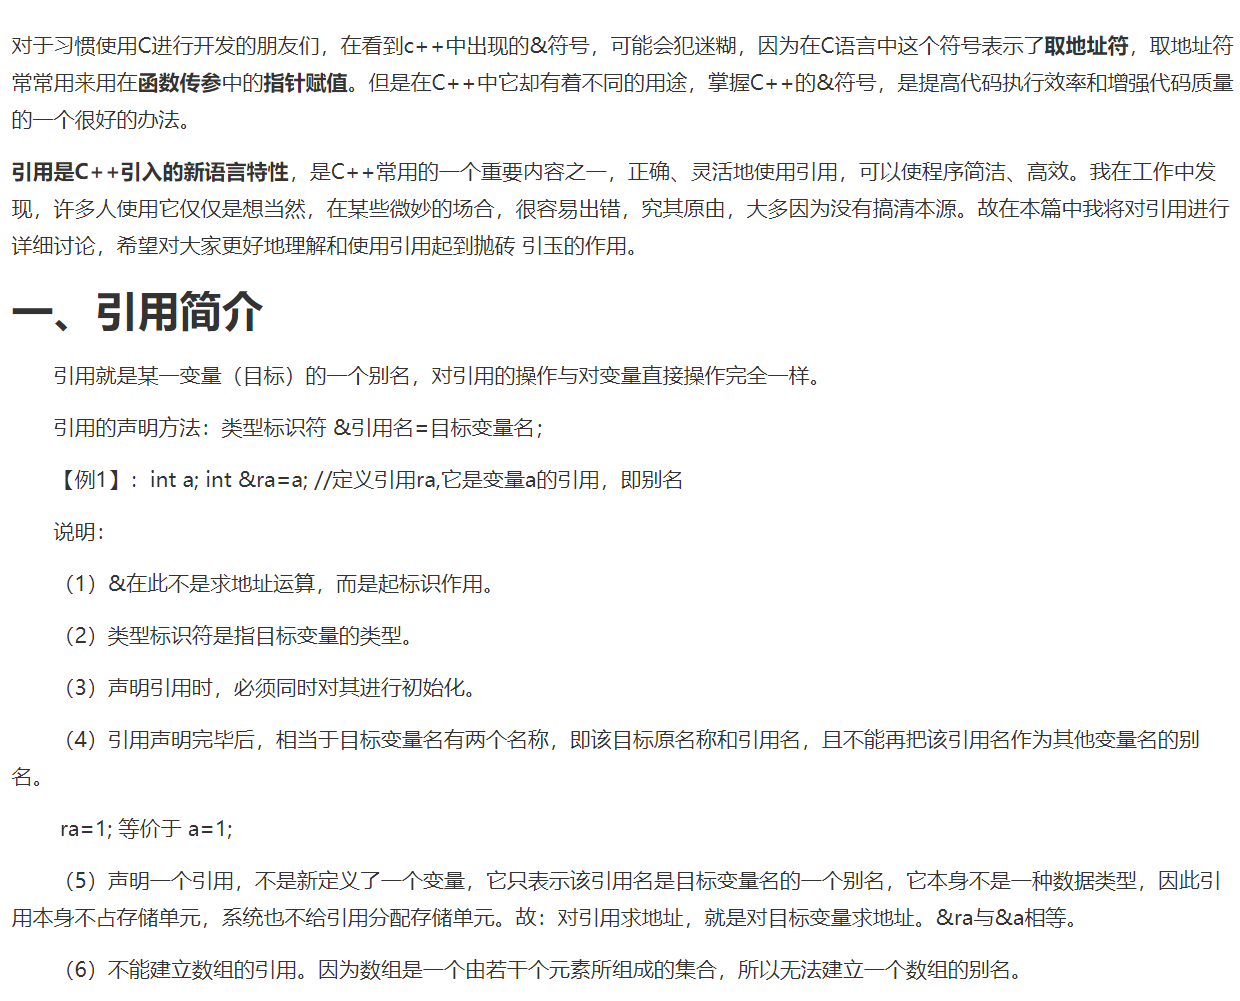 对于习惯使用C进行开发的朋友们，在看到c++中出现的&符号，可能会犯迷糊，因为在C语言中这个符号表示了取地址符，取地址符
常常用来用在函数传参中的指针赋值。但是在C++中它却有着不同的用途，掌握C++的&符号，是提高代码执行效率和增强代码质量
的一个很好的办法。
引用是C++引入的新语言特性，是C++常用的一个重要内容之一，正确、灵活地使用引用，可以使程序简洁、高效。我在工作中发
现，许多人使用它仅仅是想当然，在某些微妙的场合，很容易出错，究其原由，大多因为没有搞清本源。故在本篇中我将对引用进行
详细讨论，希望对大家更好地理解和使用引用起到抛砖 引玉的作用。
一、引用简介
引用就是某一变量（目标）的一个别名，对引用的操作与对变量直接操作完全一样。
引用的声明方法：类型标识符 &引用名=目标变量名；
【例1】：int a; int &ra=a; //定义引用ra,它是变量a的引用，即别名
说明：
（1）&在此不是求地址运算，而是起标识作用。
（2）类型标识符是指目标变量的类型。
（3）声明引用时，必须同时对其进行初始化。
（4）引用声明完毕后，相当于目标变量名有两个名称，即该目标原名称和引用名，且不能再把该引用名作为其他变量名的别
名。
ra=1; 等价于 a=1;
（5）声明一个引用，不是新定义了一个变量，它只表示该引用名是目标变量名的一个别名，它本身不是一种数据类型，因此引
用本身不占存储单元，系统也不给引用分配存储单元。故：对引用求地址，就是对目标变量求地址。&ra与&a相等。
（6）不能建立数组的引用。因为数组是一个由若干个元素所组成的集合，所以无法建立一个数组的别名。